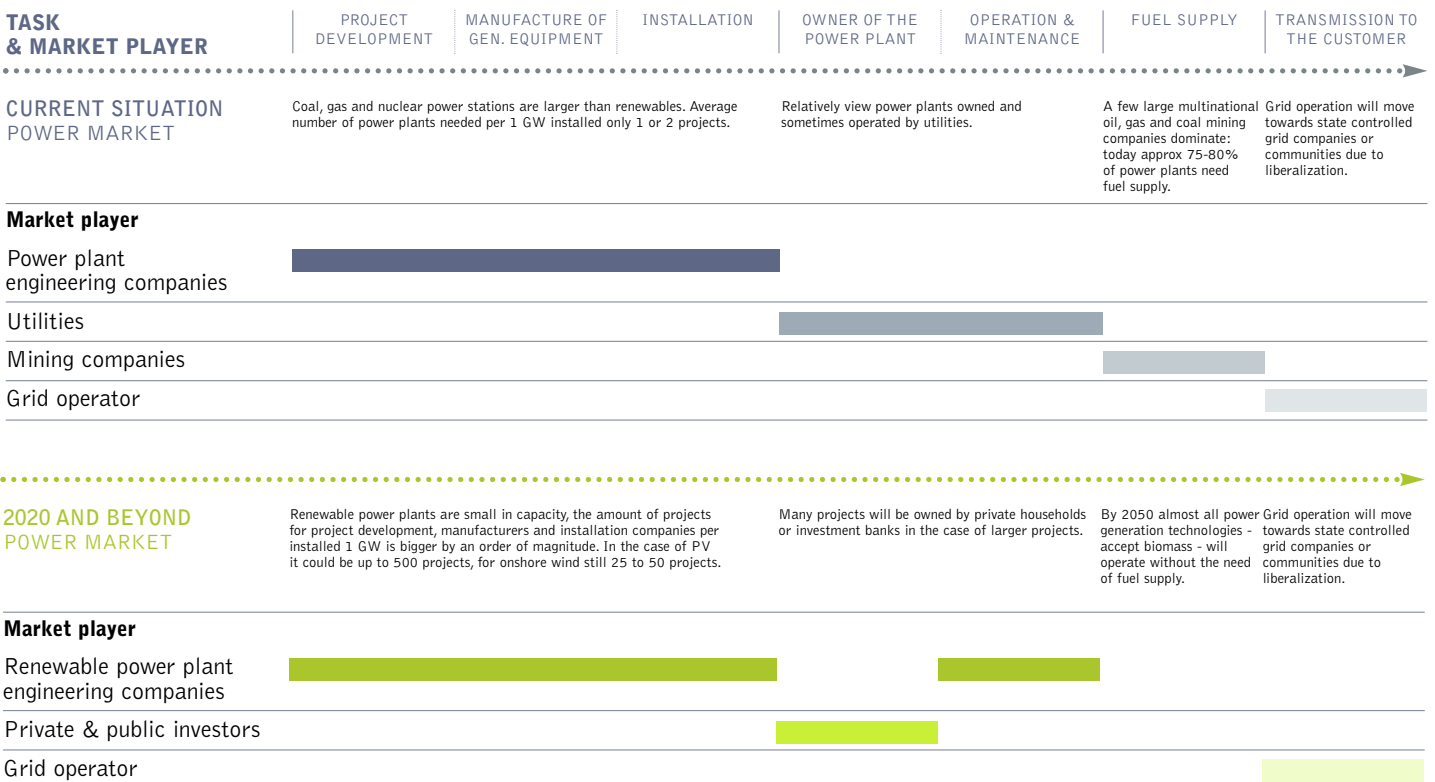 TASK
& MARKET PLAYER
PROJECT
DEVELOPMENT
MANUFACTURE OF
GEN. EQUIPMENT
INSTALLATION
OWNER OF THE
POWER PLANT
OPERATION &
MAINTENANCE
FUEL SUPPLY
TRANSMISSION TO
THE CUSTOMER
CURRENT SITUATION
POWER MARKET
Coal, gas and nuclear power stations are larger than renewables. Average
number of power plants needed per 1 GW installed only 1 or 2 projects.
Relatively view power plants owned and
sometimes operated by utilities.
A few large multinational
oil, gas and coal mining
companies dominate:
today approx 75-80%
of power plants need
fuel supply.
Grid operation will move
towards state controlled
grid companies or
communities due to
liberalization.
Market player
Power plant
engineering companies
Utilities
Mining companies
Grid operator
2020 AND BEYOND
POWER MARKET
Renewable power plants are small in capacity, the amount of projects
for project development, manufacturers and installation companies per
installed 1 GW is bigger by an order of magnitude. In the case of PV
it could be up to 500 projects, for onshore wind still 25 to 50 projects.
Many projects will be owned by private households
or investment banks in the case of larger projects.
By 2050 almost all power
generation technologies -
accept biomass - will
operate without the need
of fuel supply.
Grid operation will move
towards state controlled
grid companies or
communities due to
liberalization.
Market player
Renewable power plant
engineering companies
Private & public investors
Grid operator